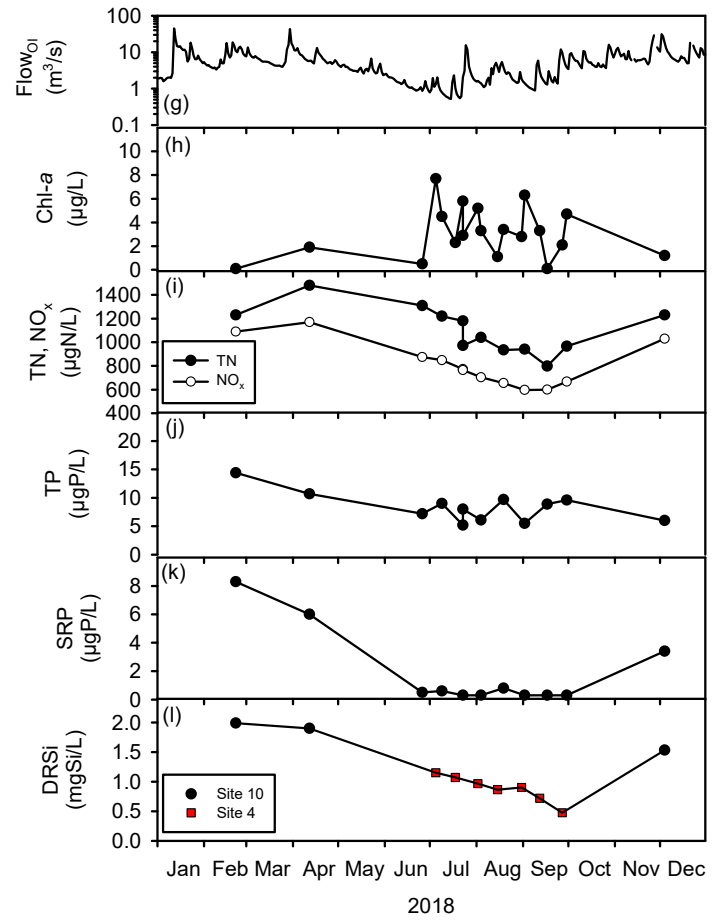 Flow_OI (m³/s)
100
10
1
0.1
(g)
Chl-a (µg/L)
10
8
6
4
2
0
(h)
TN, NOₓ (µgN/L)
1400
1200
1000
800
600
400
(i)
TN
NOₓ
TP (µgP/L)
20
15
10
5
0
(j)
SRP (µgP/L)
8
6
4
2
0
(k)
DRSi (mgSi/L)
2.0
1.5
1.0
0.5
0.0
(l)
Site 10
Site 4
Jan Feb Mar Apr May Jun Jul Aug Sep Oct Nov Dec
2018